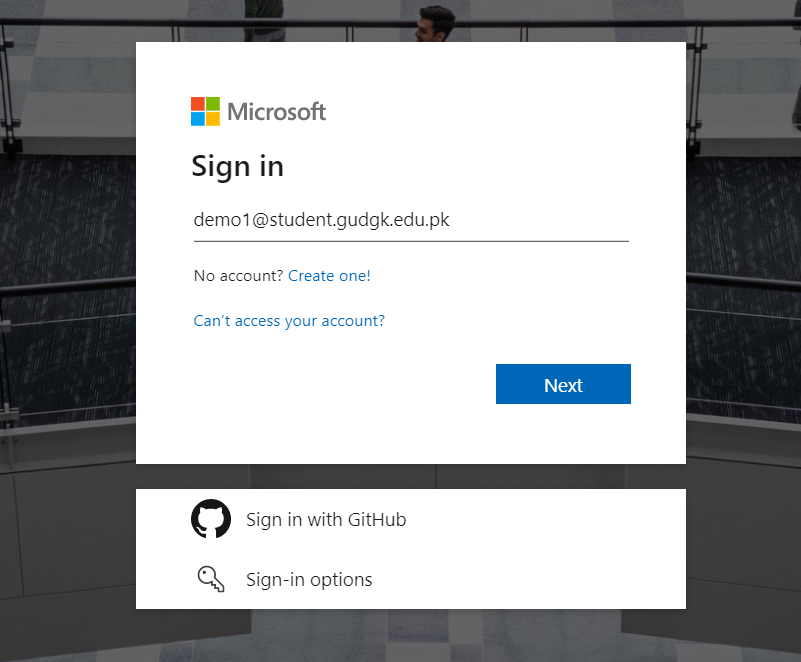 Microsoft
Sign in
demo1@student.gudgk.edu.pk
No account? Create one!
Can’t access your account?
Next
Sign in with GitHub
Sign-in options